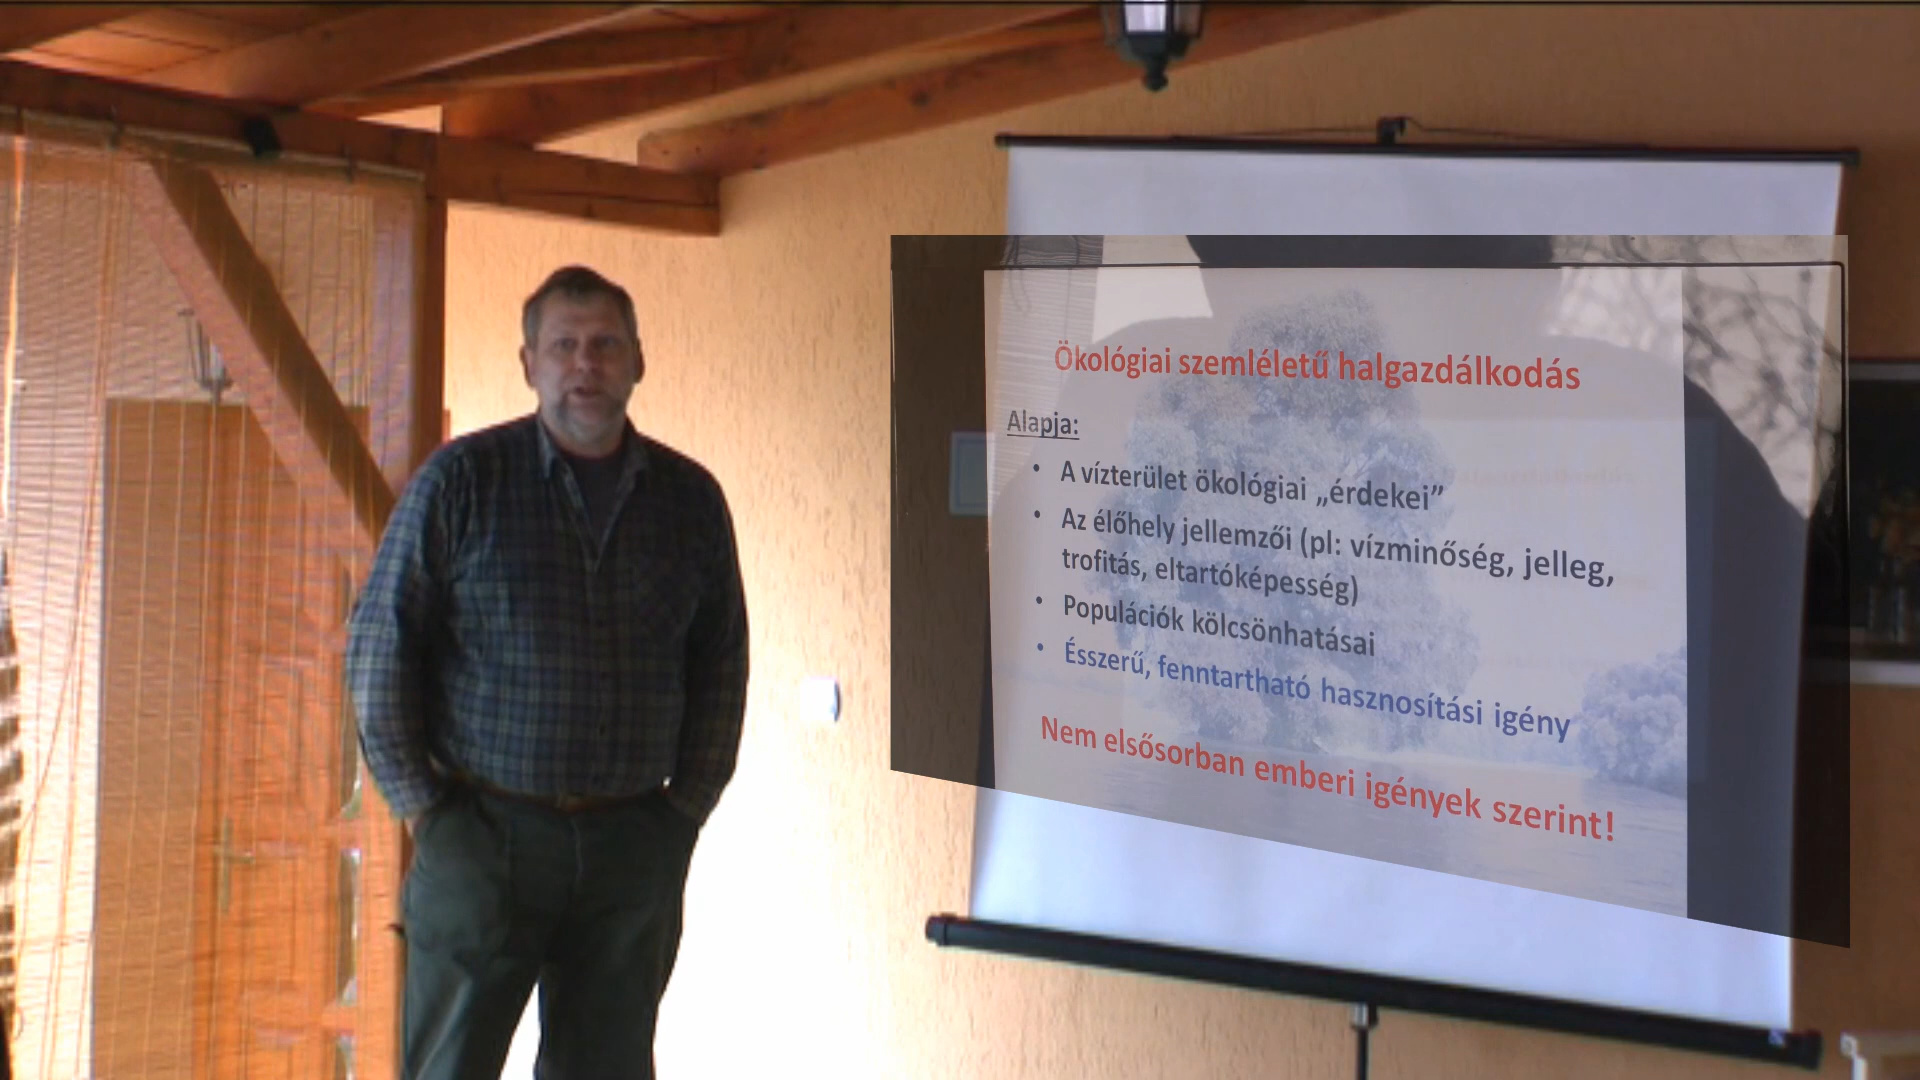 Ökológiai szemléletű halgazdálkodás
Alapja:
• A vízterület ökológiai „érdekei”
• Az élőhely jellemzői (pl: vízminőség, jelleg,
trofitás, eltartóképesség)
• Populációk kölcsönhatásai
• Ésszerű, fenntartható hasznosítási igény
Nem elsősorban emberi igények szerint!